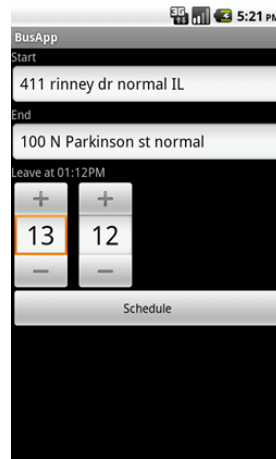 3G 5:21 PM
BusApp
Start
411 rinney dr normal IL
End
100 N Parkinson st normal
Leave at 01:12PM
+ +
13 12
- -
Schedule